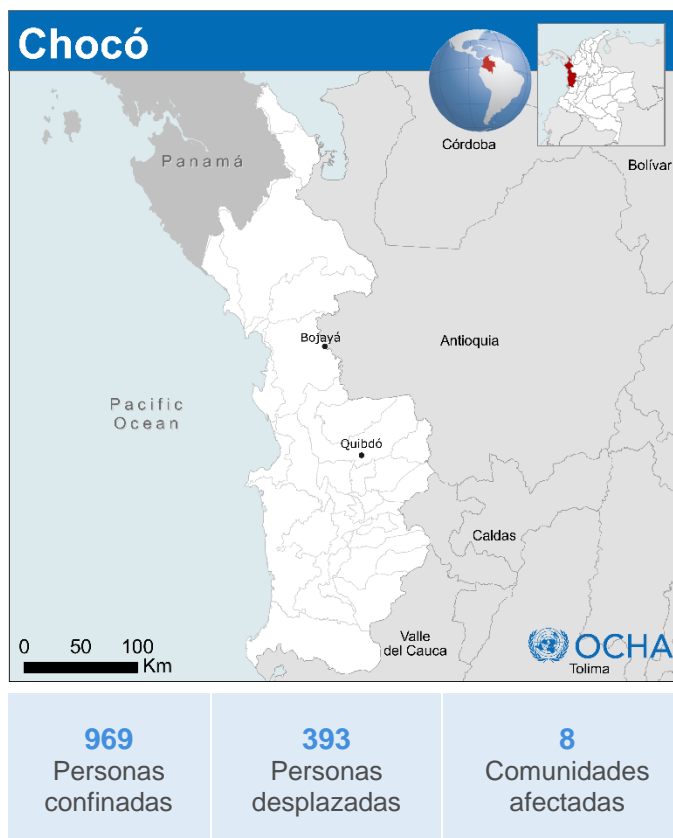 Chocó
Córdoba
Bolívar
Panamá
Bojayá
Antioquia
Pacific
Ocean
Quibdó
Caldas
0 50 100
Km
Valle
del Cauca
OCHA
Tolima
969
Personas
confinadas
393
Personas
desplazadas
8
Comunidades
afectadas